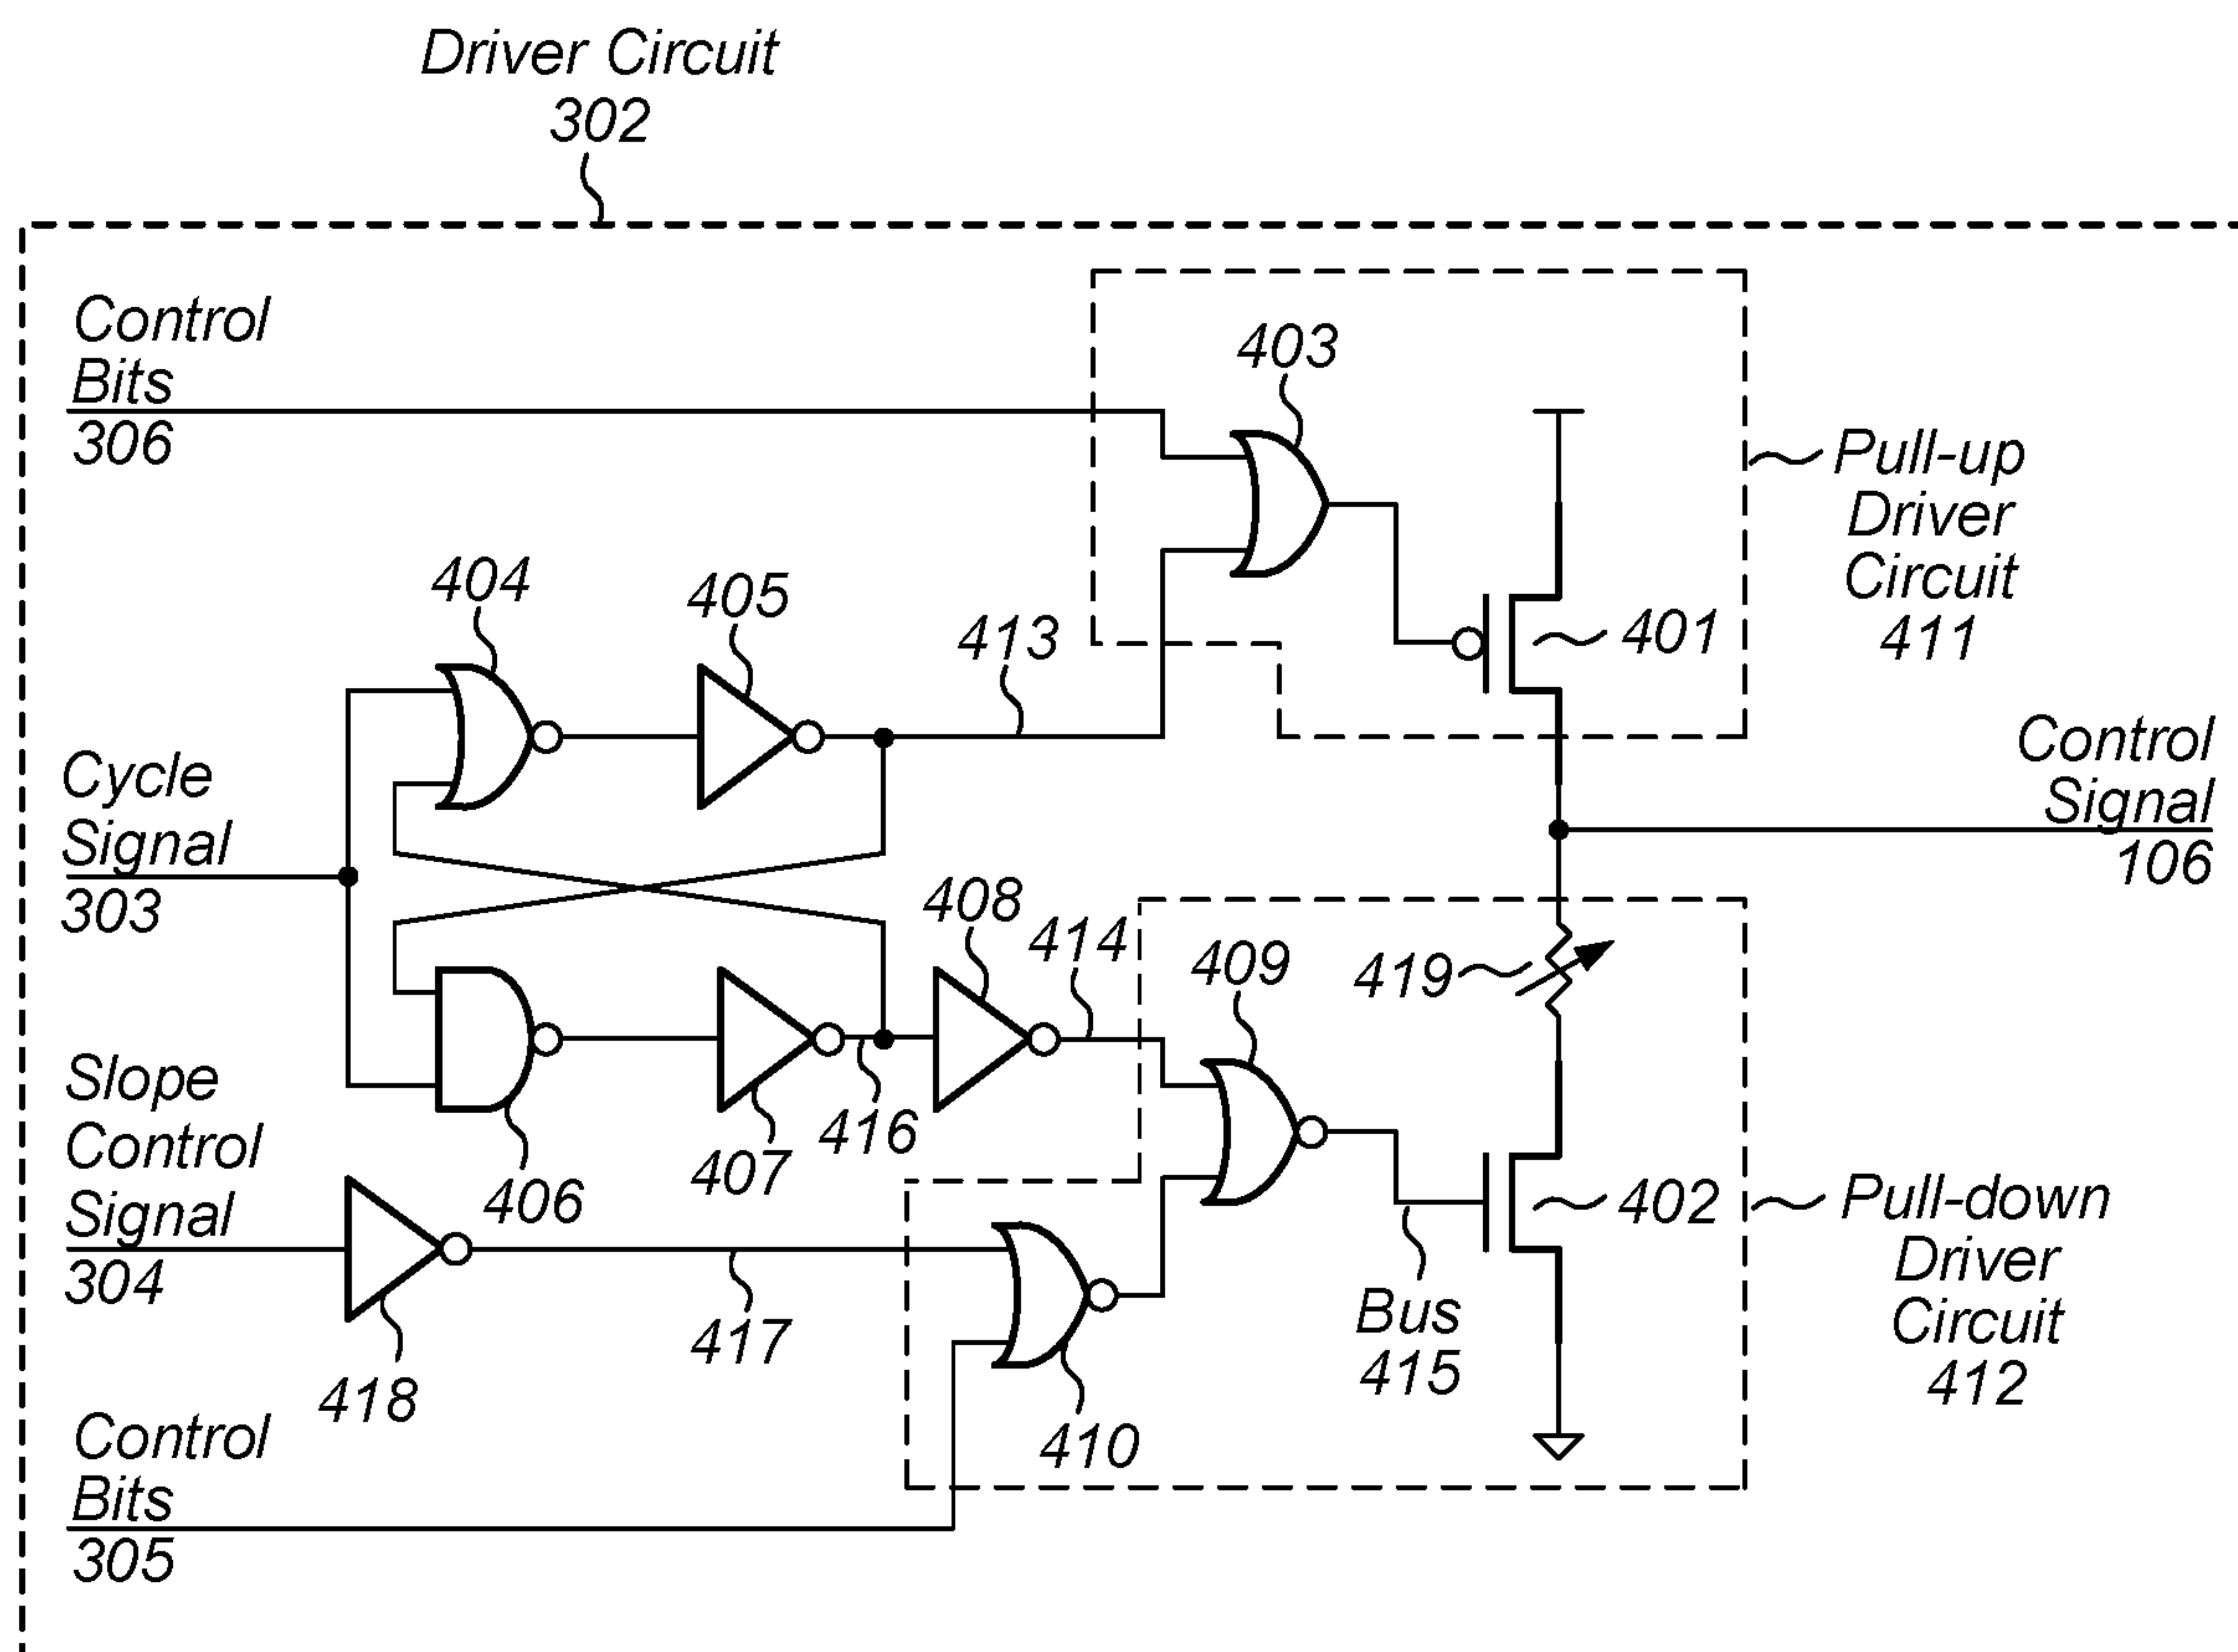 Driver Circuit
302
Control
Bits
306
403
Pull-up
Driver
Circuit
411
404
405
413
401
Cycle
Signal
303
Control
Signal
106
408
414
409
419
Slope
Control
Signal
304
406
407
416
402
Pull-down
Driver
Circuit
412
418
417
410
Bus
415
Control
Bits
305